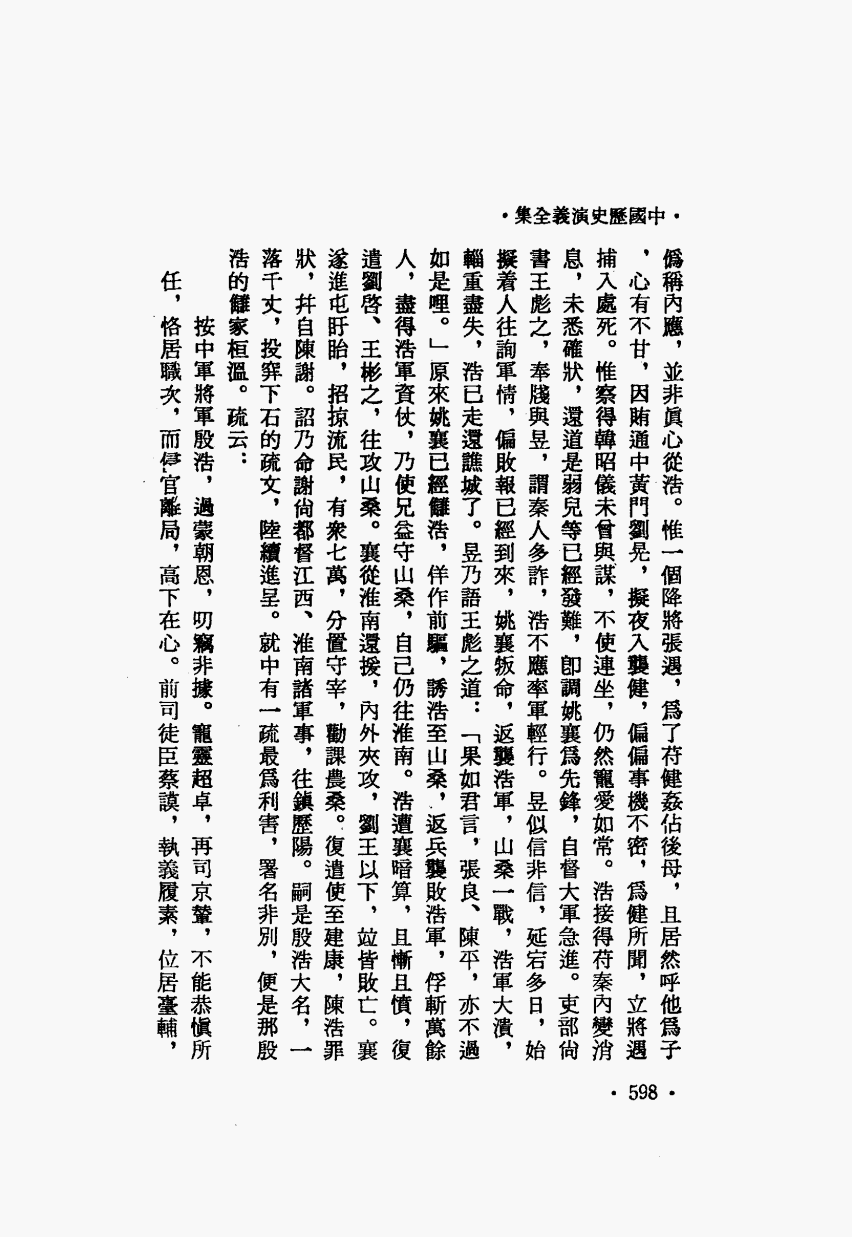 ・中國歷史演義全集・
僞稱內應，並非眞心從浩。惟一個降將張遇，爲了苻健姦佔後母，且居然呼他爲子
，心有不甘，因賄通中黃門劉晃，擬夜入襲健，偏偏事機不密，爲健所聞，立將遇
捕入處死。惟察得韓昭儀未曾與謀，不使連坐，仍然寵愛如常。浩接得苻秦內變消
息，未悉確狀，還道是弱兒等已經發難，卽調姚襄爲先鋒，自督大軍急進。吏部尙
書王彪之，奉牋與昱，謂秦人多詐，浩不應率軍輕行。昱似信非信，延宕多日，始
擬着人往詢軍情，偏敗報已經到來，姚襄叛命，返襲浩軍，山桑一戰，浩軍大潰，
輜重盡失，浩已走還譙城了。昱乃語王彪之道：「果如君言，張良、陳平，亦不過
如是哩。」原來姚襄已經讎浩，佯作前驅，誘浩至山桑，返兵襲敗浩軍，俘斬萬餘
人，盡得浩軍資仗，乃使兄益守山桑，自己仍往淮南。浩遭襄暗算，且慚且憤，復
遣劉啓、王彬之，往攻山桑。襄從淮南還援，內外夾攻，劉王以下，竝皆敗亡。襄
遂進屯盱眙，招掠流民，有衆七萬，分置守宰，勸課農桑。復遣使至建康，陳浩罪
狀，幷自陳謝。詔乃命謝尙都督江西、淮南諸軍事，往鎭歷陽。嗣是殷浩大名，一
落千丈，投穽下石的疏文，陸續進呈。就中有一疏最爲利害，署名非別，便是那殷
浩的讎家桓溫。疏云：
按中軍將軍殷浩，過蒙朝恩，叨竊非據。寵靈超卓，再司京輦，不能恭愼所
任，恪居職次，而侵官離局，高下在心。前司徒臣蔡謨，執義履素，位居臺輔，
・598・